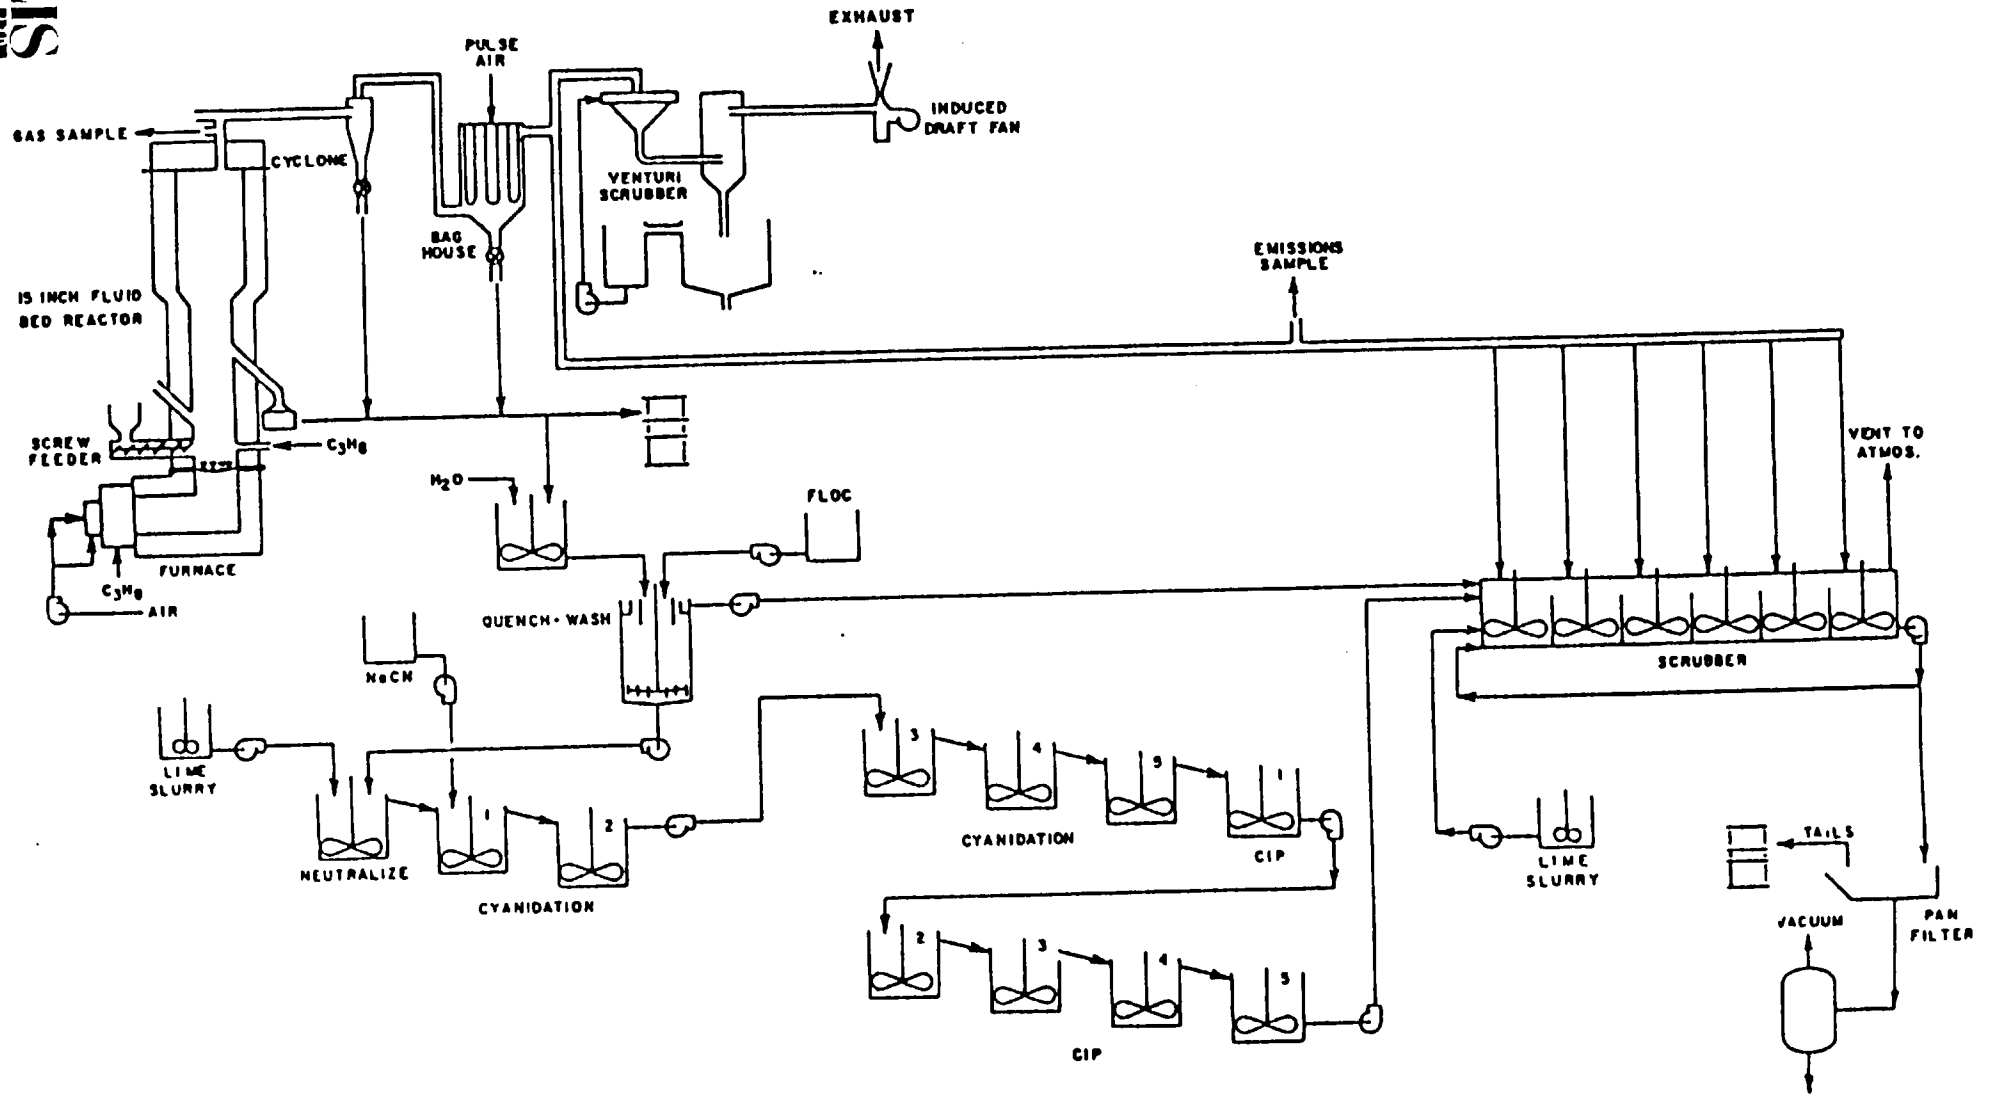 EXHAUST
PULSE
AIR
INDUCED
DRAFT FAN
GAS SAMPLE
CYCLONE
VENTURI
SCRUBBER
BAG
HOUSE
EMISSIONS
SAMPLE
15 INCH FLUID
BED REACTOR
SCREW
FEEDER
C3H8
VENT TO
ATMOS.
H2O
FLOC
FURNACE
C3H8
AIR
QUENCH - WASH
NaCN
SCRUBBER
LIME
SLURRY
3
4
5
1
1
2
NEUTRALIZE
CYANIDATION
CYANIDATION
CIP
TAILS
LIME
SLURRY
VACUUM
PAN
FILTER
2
3
4
5
CIP